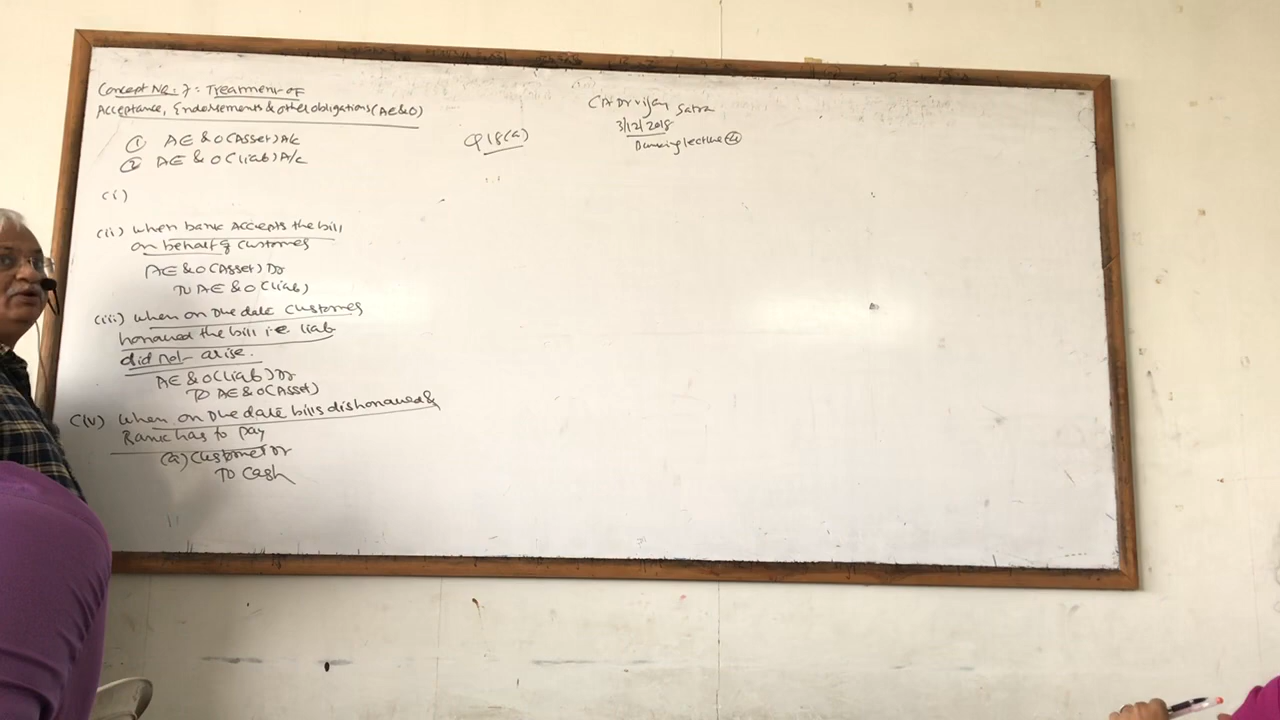 Concept No. 7: Treatment of
Acceptance, Endorsements & other obligations (AE&O)
① AE & O (Asset) A/c
② AE & O (Liab) A/c
(i)
(ii) When bank Accepts the bill
on behalf of Customer
AE & O (Asset) Dr
To AE & O (Liab)
(iii) When on Due date Customer
honoured the bill i.e liab
did not arise.
AE & O (Liab) Dr
To AE & O (Asset)
(iv) When on Due date bills dishonoured &
Bank has to pay
(a) Customer Dr
To Cash
Q 18(a)
CA Dr Vijay Satra
3/12/2018
Banking lecture